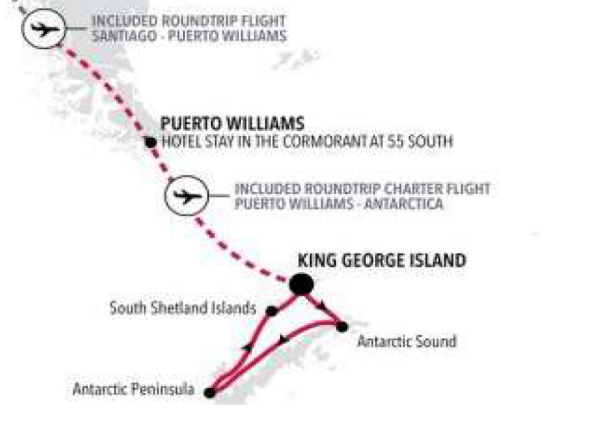 INCLUDED ROUNDTRIP FLIGHT
SANTIAGO - PUERTO WILLIAMS
PUERTO WILLIAMS
HOTEL STAY IN THE CORMORANT AT 55 SOUTH
INCLUDED ROUNDTRIP CHARTER FLIGHT
PUERTO WILLIAMS - ANTARCTICA
KING GEORGE ISLAND
South Shetland Islands
Antarctic Sound
Antarctic Peninsula